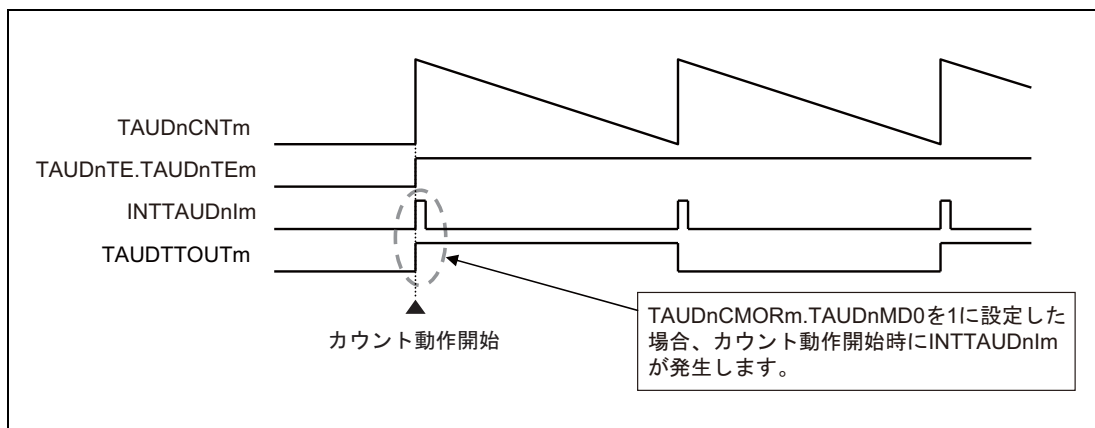 TAUDnCNTm
TAUDnTE.TAUDnTEm
INTTAUDnIm
TAUDTTOUTm
カウント動作開始
TAUDnCMORm.TAUDnMD0を1に設定した
場合、カウント動作開始時にINTTAUDnIm
が発生します。